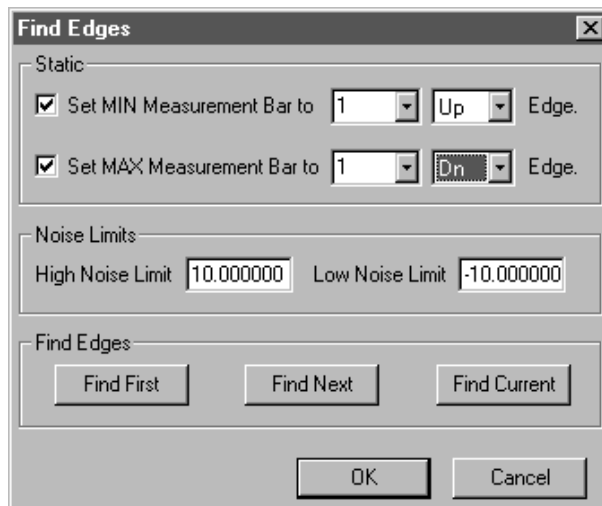 Find Edges
Static
Set MIN Measurement Bar to 1 Up Edge.
Set MAX Measurement Bar to 1 Dn Edge.
Noise Limits
High Noise Limit 10.000000 Low Noise Limit -10.000000
Find Edges
Find First Find Next Find Current
OK Cancel